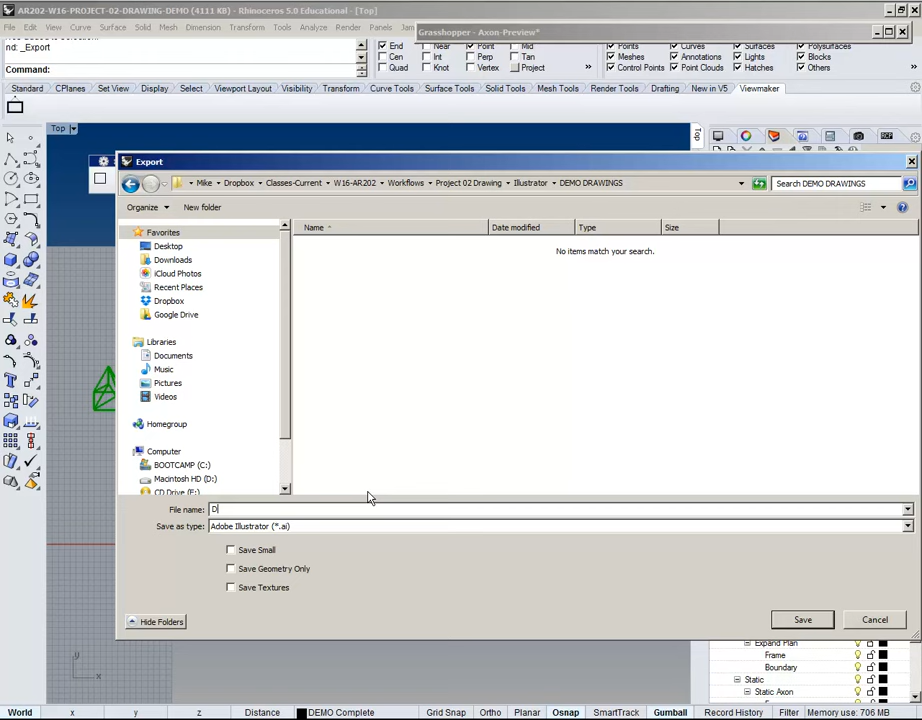 AR202-W16-PROJECT-02-DRAWING-DEMO (4111 KB) - Rhinoceros 5.0 Educational - [Top]
File Edit View Curve Surface Solid Mesh Dimension Transform Tools Analyze Render Panels
Grasshopper - Axon-Preview*
nd: _Export
Command:
End Near Point Mid
Cen Int Perp Tan
Quad Knot Vertex Project »
Points Curves Surfaces Polysurfaces
Meshes Annotations Lights Blocks
Control Points Point Clouds Hatches Others »
Standard CPlanes Set View Display Select Viewport Layout Visibility Transform Curve Tools Surface Tools Solid Tools Mesh Tools Render Tools Drafting New in V5 Viewmaker
Top
Top
Export
Mike Dropbox Classes-Current W16-AR202 Workflows Project 02 Drawing Illustrator DEMO DRAWINGS
Search DEMO DRAWINGS
Organize New folder
Name Date modified Type Size
No items match your search.
Favorites
Desktop
Downloads
iCloud Photos
Recent Places
Dropbox
Google Drive
Libraries
Documents
Music
Pictures
Videos
Homegroup
Computer
BOOTCAMP (C:)
Macintosh HD (D:)
CD Drive (E:)
File name: D
Save as type: Adobe Illustrator (*.ai)
Save Small
Save Geometry Only
Save Textures
Hide Folders
Save Cancel
Expand Plan
Frame
Boundary
Static
Static Axon
y
x
World x y z Distance DEMO Complete Grid Snap Ortho Planar Osnap SmartTrack Gumball Record History Filter Memory use: 706 MB